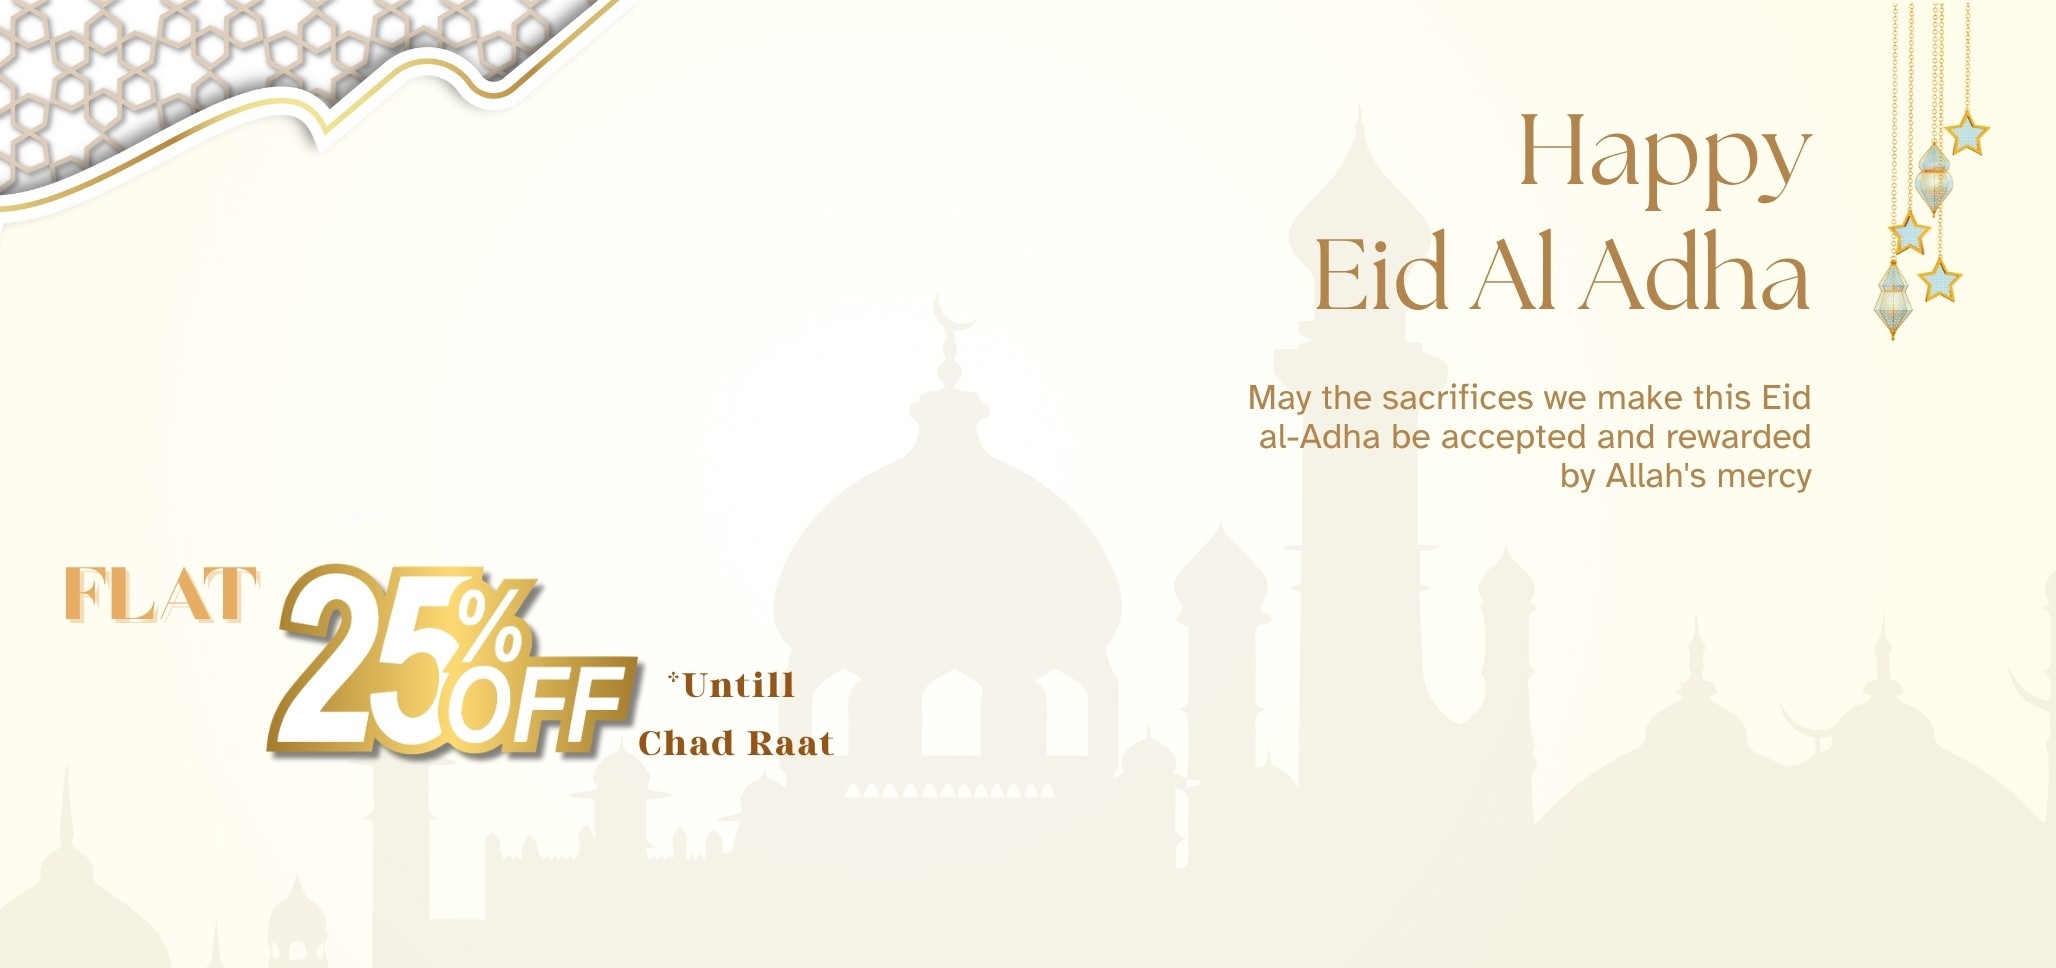 Happy
Eid Al Adha
May the sacrifices we make this Eid
al-Adha be accepted and rewarded
by Allah's mercy
FLAT
25%
OFF
*Untill
Chad Raat